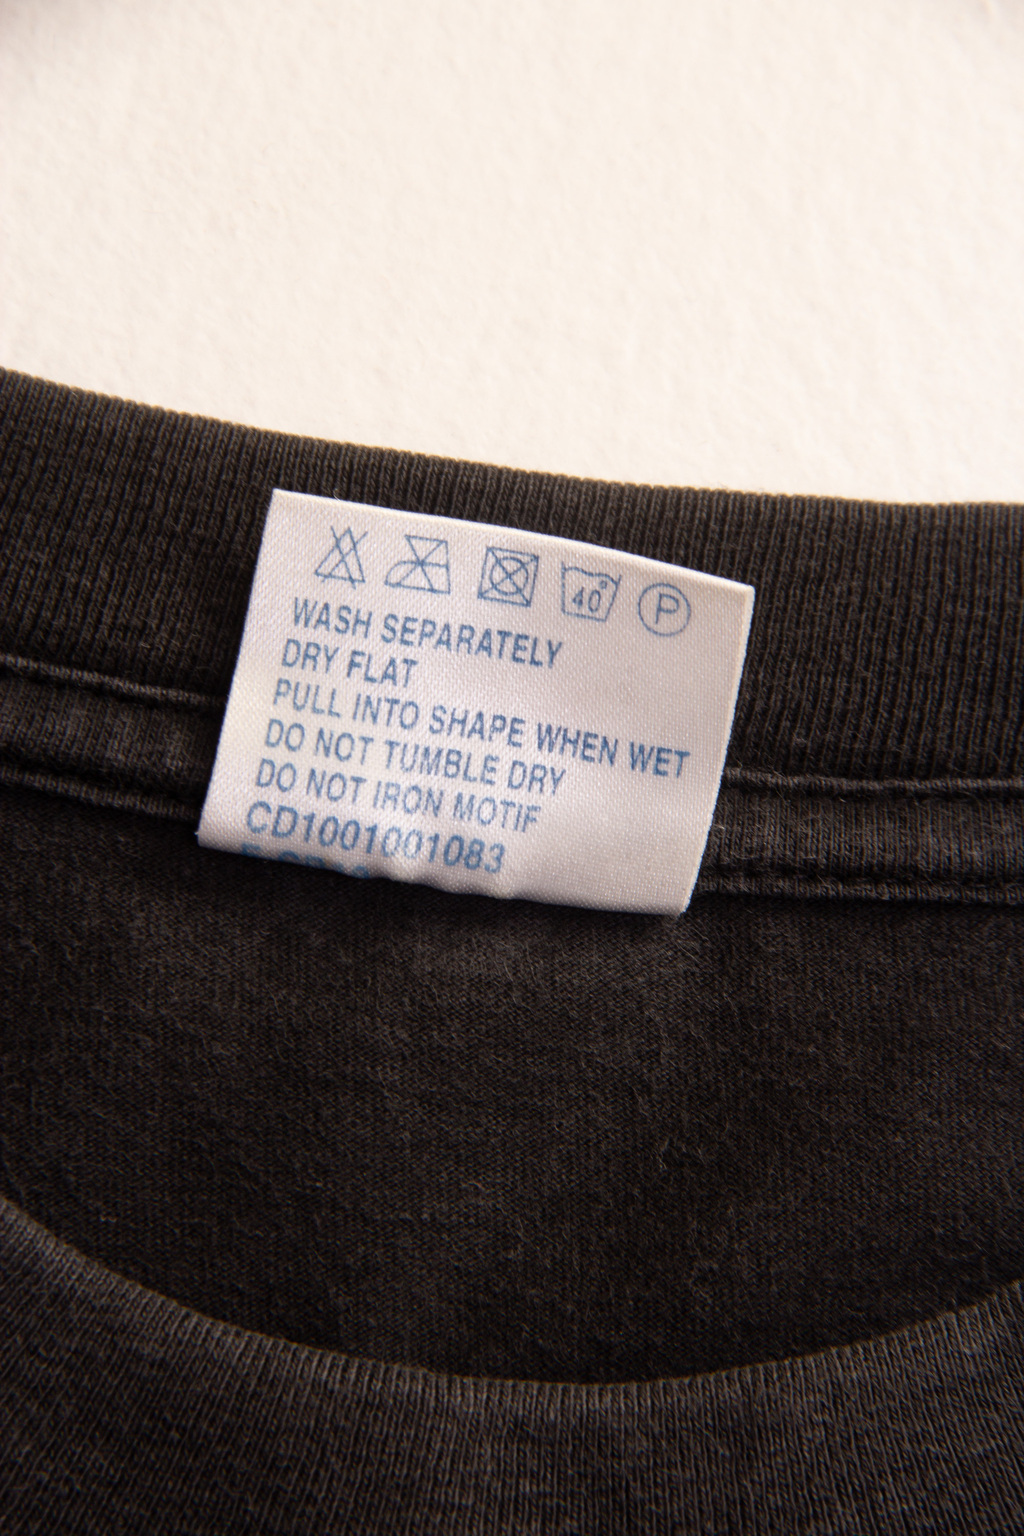 40°
P
WASH SEPARATELY
DRY FLAT
PULL INTO SHAPE WHEN WET
DO NOT TUMBLE DRY
DO NOT IRON MOTIF
CD1001001083